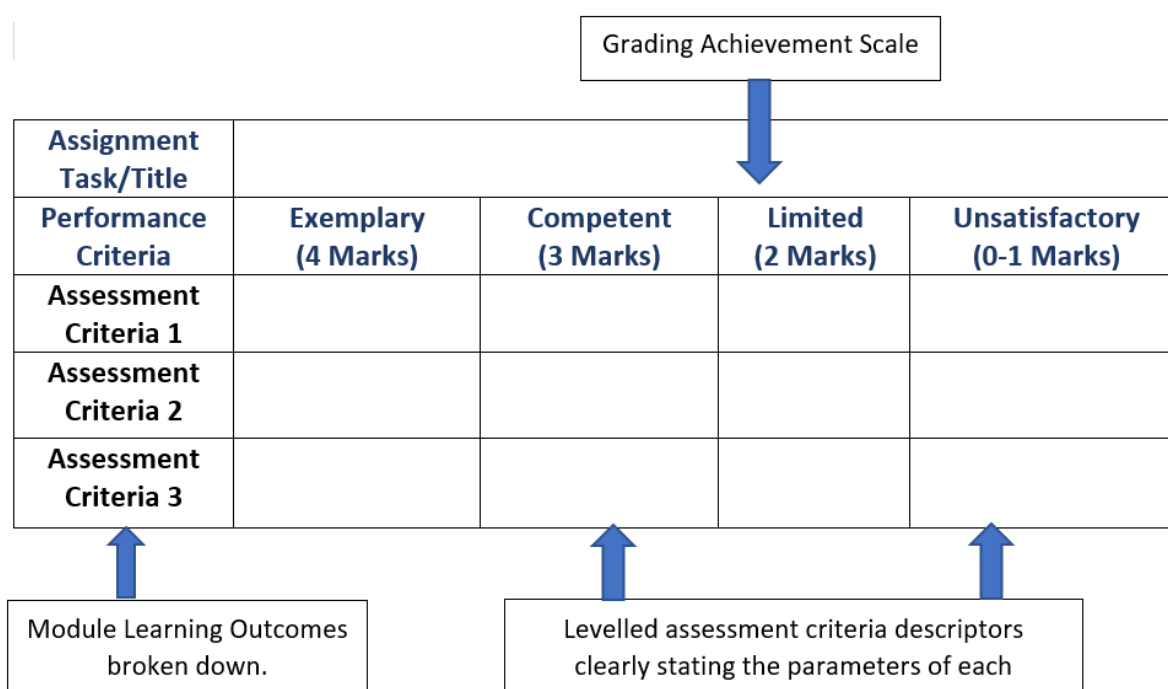 Grading Achievement Scale
Assignment
Task/Title
Performance
Criteria
Exemplary
(4 Marks)
Competent
(3 Marks)
Limited
(2 Marks)
Unsatisfactory
(0-1 Marks)
Assessment
Criteria 1
Assessment
Criteria 2
Assessment
Criteria 3
Module Learning Outcomes
broken down.
Levelled assessment criteria descriptors
clearly stating the parameters of each